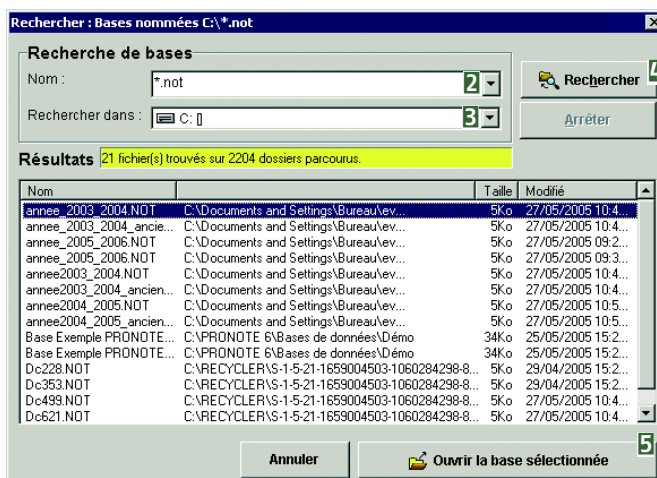 Rechercher : Bases nommées C:\*.not
Recherche de bases
Nom : *.not 2
Rechercher 4
Rechercher dans : C: [] 3
Arrêter
Résultats 21 fichier(s) trouvés sur 2204 dossiers parcourus.
Nom Taille Modifié
annee_2003_2004.NOT C:\Documents and Settings\Bureau\ev... 5Ko 27/05/2005 10:4...
annee_2003_2004_ancie... C:\Documents and Settings\Bureau\ev... 5Ko 27/05/2005 10:4...
annee_2005_2006.NOT C:\Documents and Settings\Bureau\ev... 5Ko 27/05/2005 09:2...
annee_2005_2006.NOT C:\Documents and Settings\Bureau\ev... 5Ko 27/05/2005 09:3...
annee2003_2004.NOT C:\Documents and Settings\Bureau\ev... 5Ko 27/05/2005 10:4...
annee2003_2004_ancien... C:\Documents and Settings\Bureau\ev... 5Ko 27/05/2005 10:4...
annee2004_2005.NOT C:\Documents and Settings\Bureau\ev... 5Ko 27/05/2005 10:5...
annee2004_2005_ancien... C:\Documents and Settings\Bureau\ev... 5Ko 27/05/2005 10:5...
Base Exemple PRONOTE... C:\PRONOTE 6\Bases de données\Démo 34Ko 25/05/2005 15:2...
Base Exemple PRONOTE... C:\PRONOTE 6\Bases de données\Démo 34Ko 25/05/2005 15:2...
Dc228.NOT C:\RECYCLER\S-1-5-21-1659004503-1060284298-8... 5Ko 29/04/2005 15:2...
Dc353.NOT C:\RECYCLER\S-1-5-21-1659004503-1060284298-8... 5Ko 29/04/2005 15:2...
Dc499.NOT C:\RECYCLER\S-1-5-21-1659004503-1060284298-8... 5Ko 27/05/2005 10:4...
Dc621.NOT C:\RECYCLER\S-1-5-21-1659004503-1060284298-8... 5Ko 27/05/2005 10:4...
Annuler
Ouvrir la base sélectionnée 5